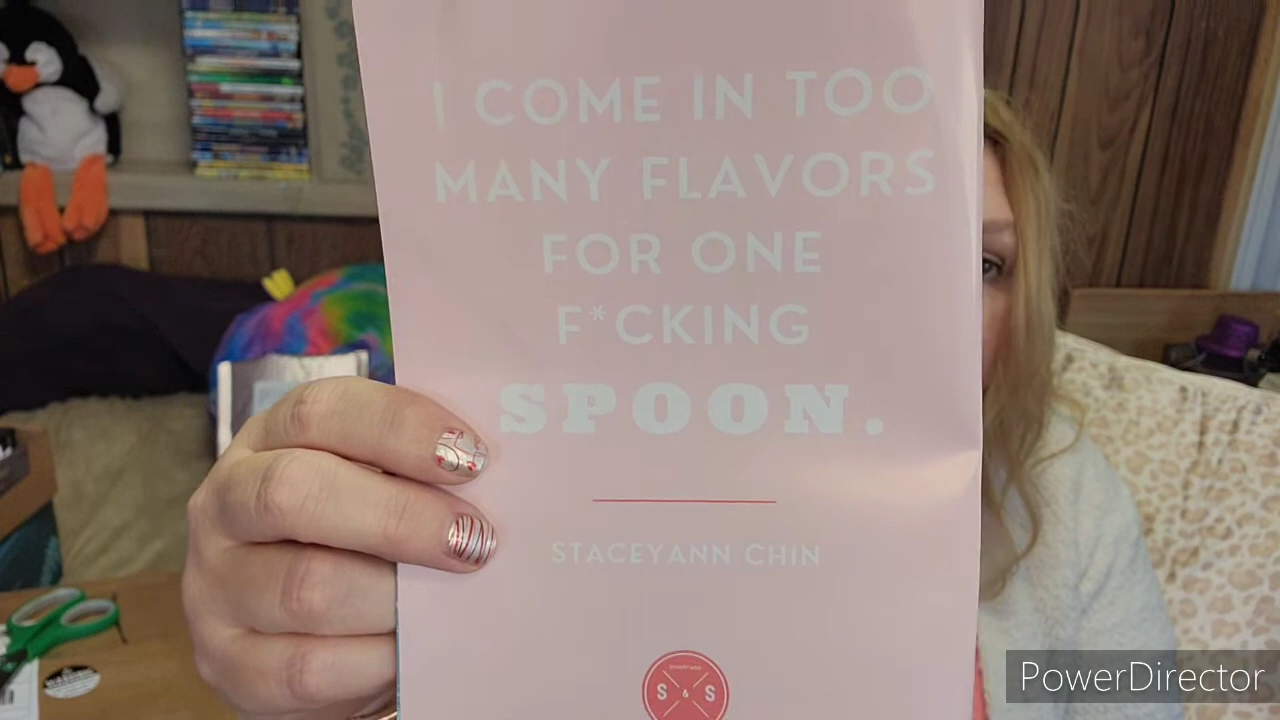 I COME IN TOO
MANY FLAVORS
FOR ONE
F*CKING
SPOON.
STACEYANN CHIN
S & S
PowerDirector